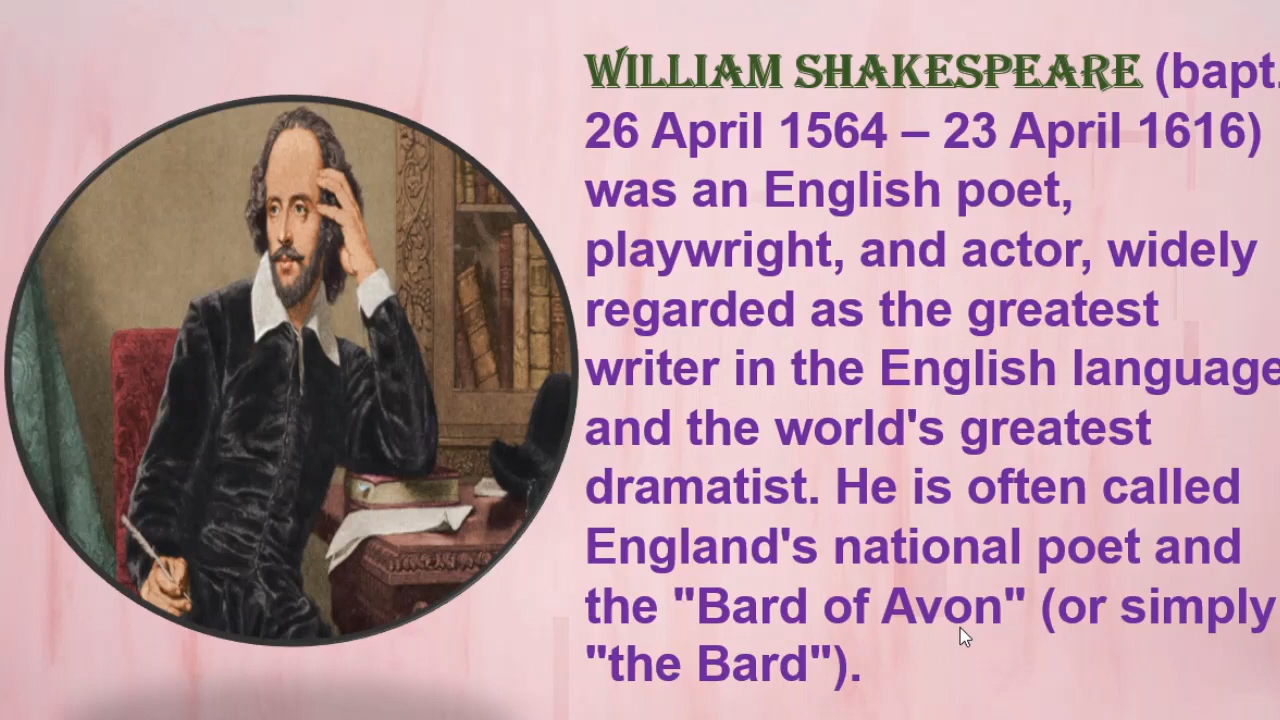 WILLIAM SHAKESPEARE (bapt.
26 April 1564 – 23 April 1616)
was an English poet,
playwright, and actor, widely
regarded as the greatest
writer in the English language
and the world's greatest
dramatist. He is often called
England's national poet and
the "Bard of Avon" (or simply
"the Bard").